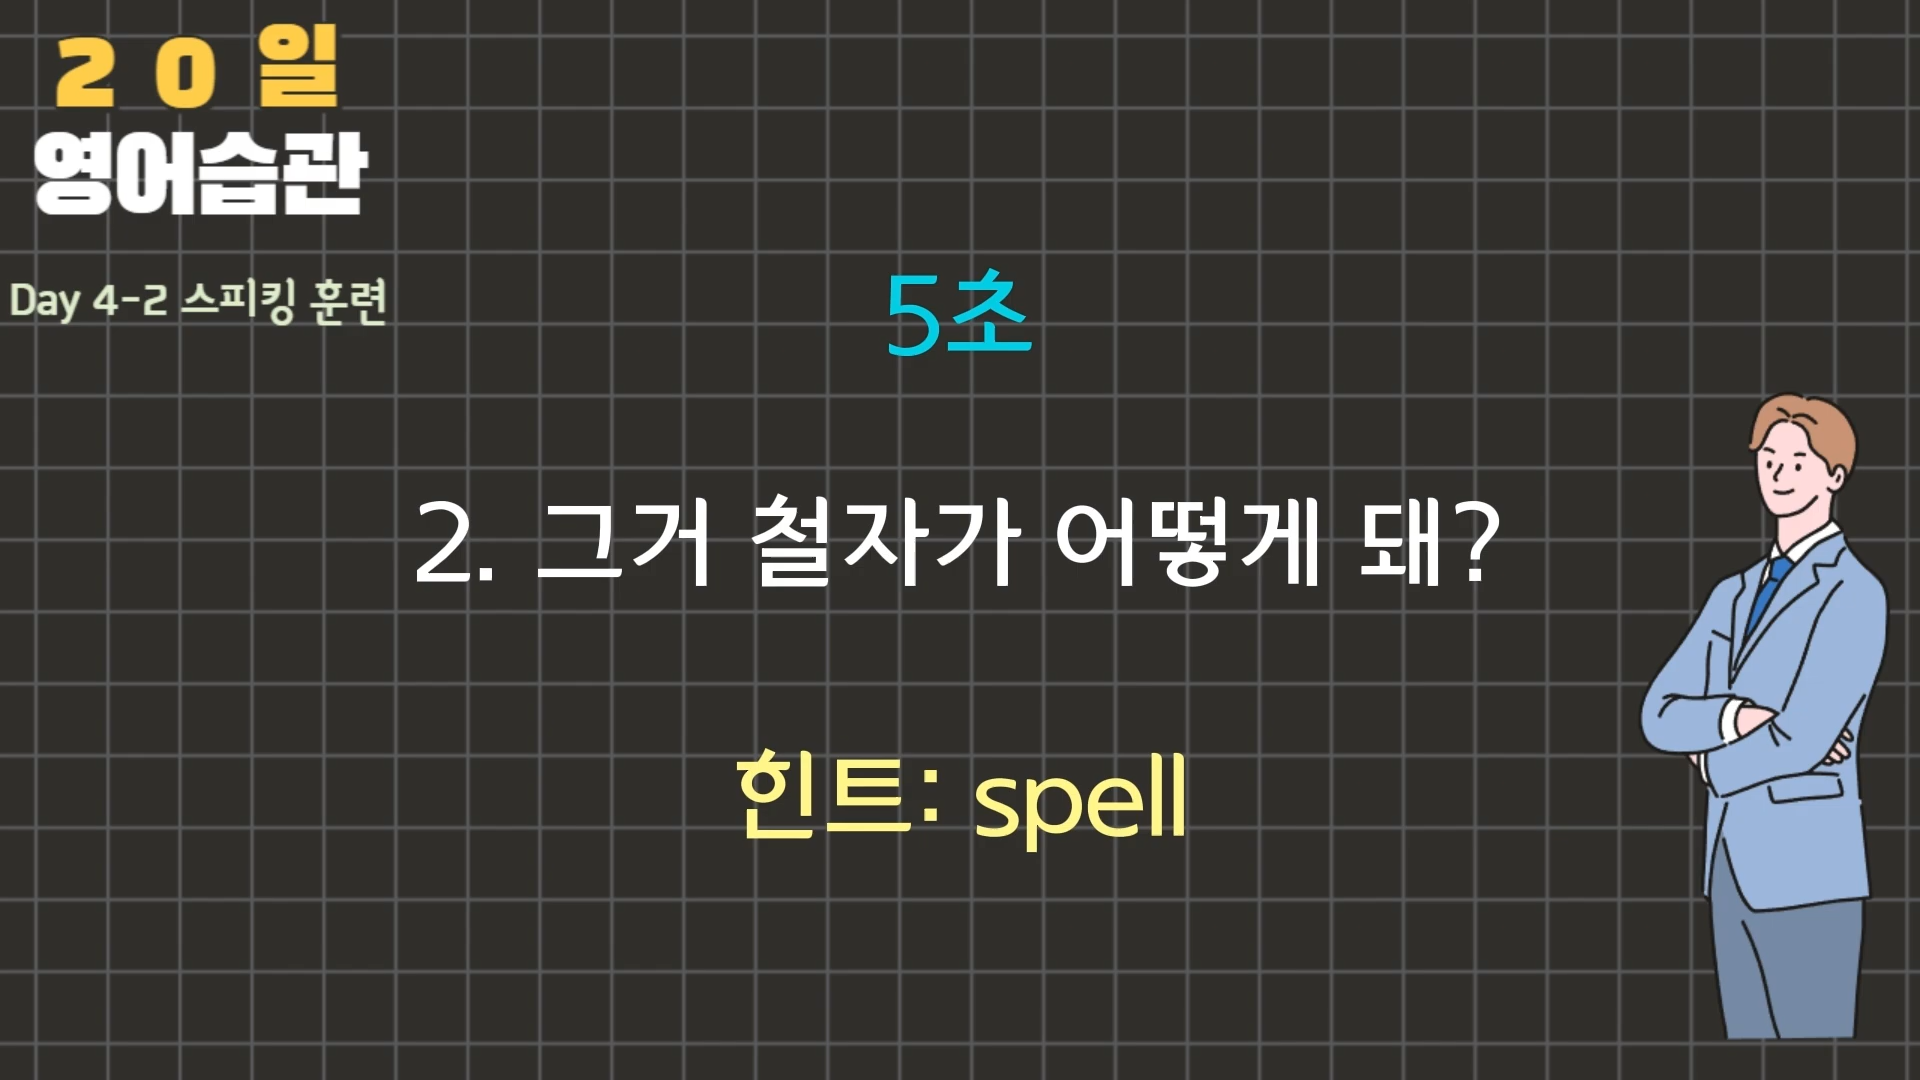 20일
영어습관
Day 4-2 스피킹 훈련
5초
2. 그거 철자가 어떻게 돼?
힌트: spell